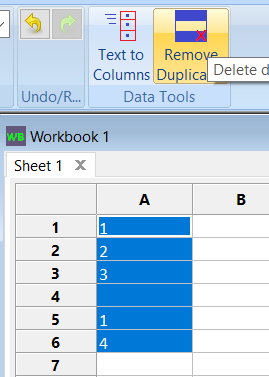 Text to
Columns
Remove
Duplica...
Delete d
Undo/R...
Data Tools
WB Workbook 1
Sheet 1 X
A B
1 1
2 2
3 3
4
5 1
6 4
7